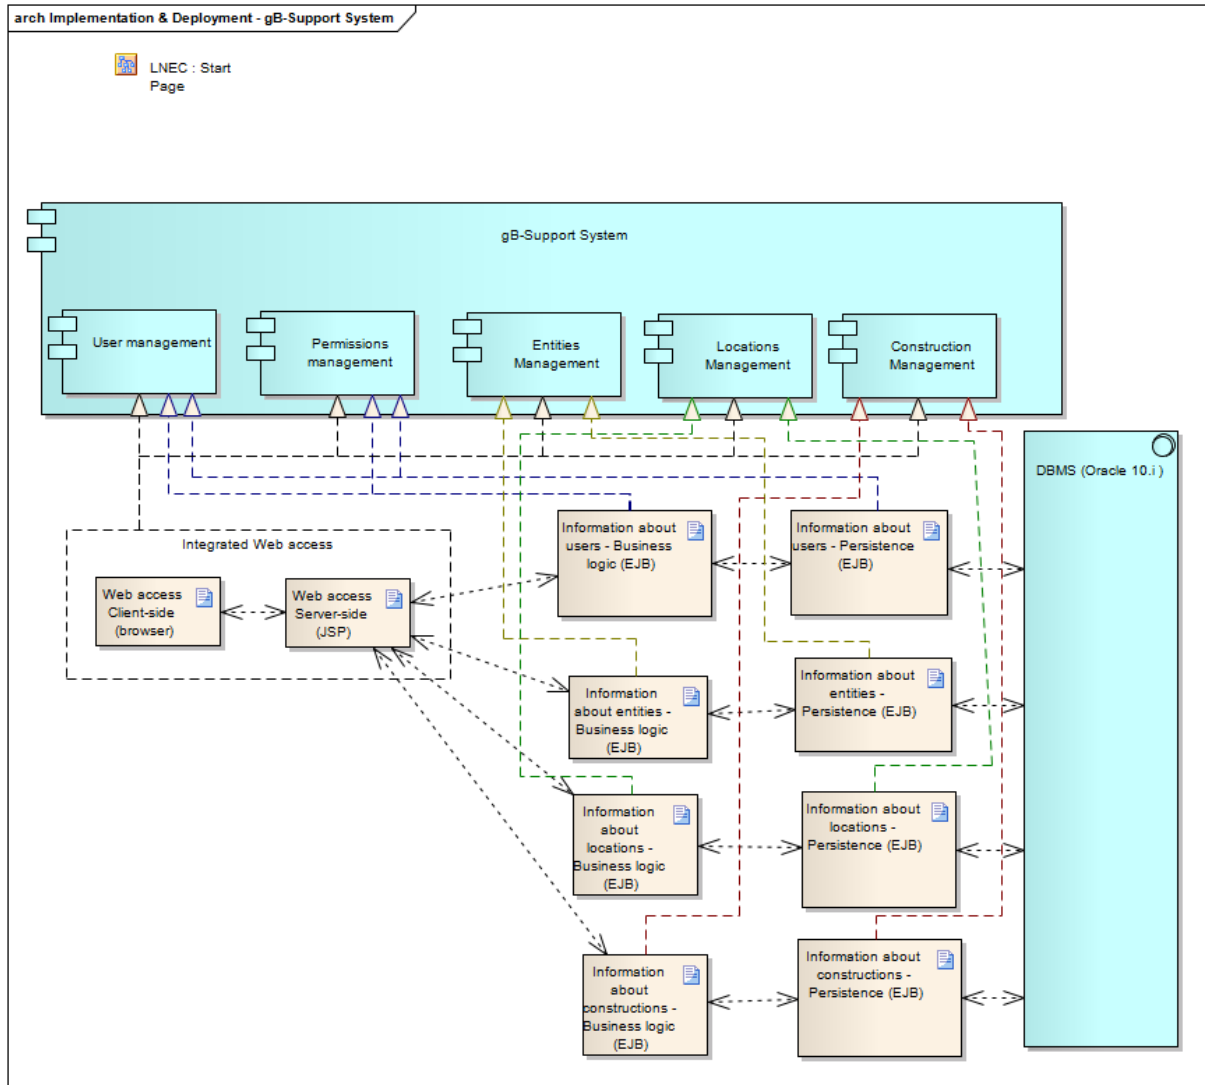 arch Implementation & Deployment - gB-Support System
LNEC : Start
Page
gB-Support System
User management
Permissions
management
Entities
Management
Locations
Management
Construction
Management
DBMS (Oracle 10.i )
Integrated Web access
Web access
Client-side
(browser)
Web access
Server-side
(JSP)
Information about
users - Business
logic (EJB)
Information about
users - Persistence
(EJB)
Information
about entities -
Business logic
(EJB)
Information about
entities -
Persistence (EJB)
Information
about
locations -
Business logic
(EJB)
Information about
locations -
Persistence (EJB)
Information
about
constructions -
Business logic
(EJB)
Information about
constructions -
Persistence (EJB)